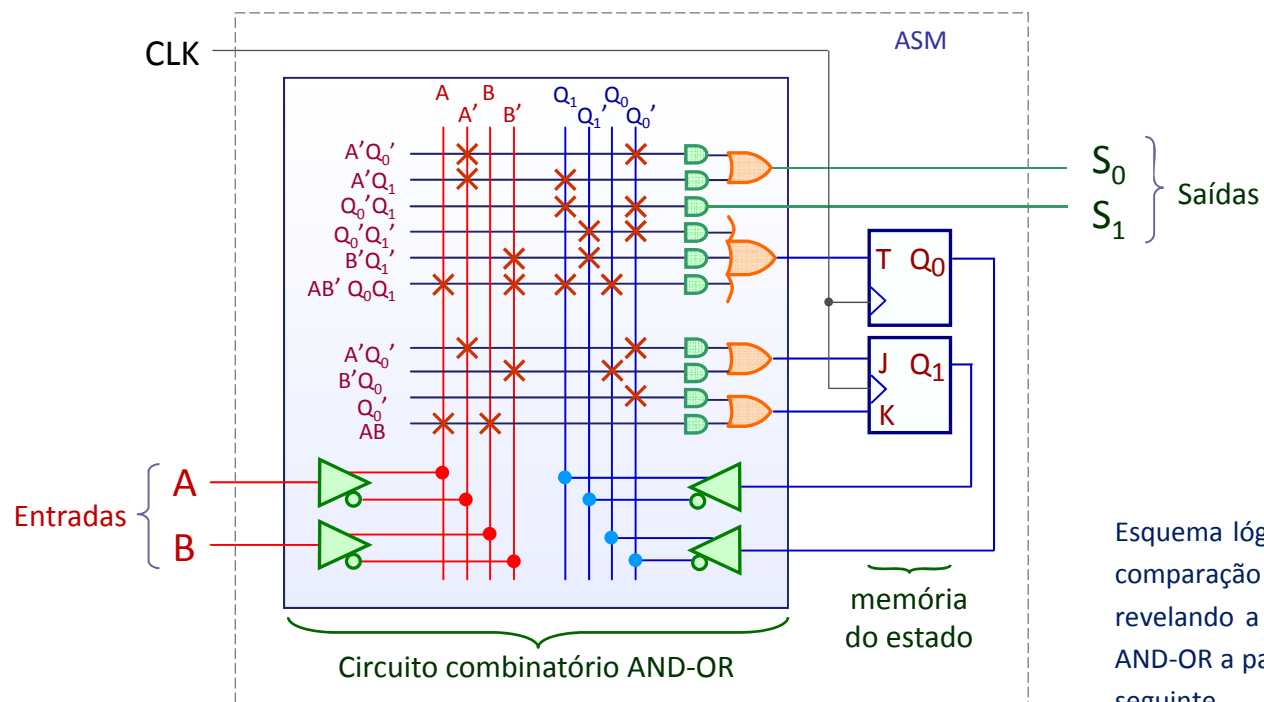 CLK
ASM
A B Q₁ Q₀
A' B' Q₁' Q₀'
A'Q₀'
A'Q₁
Q₀'Q₁
Q₀'Q₁'
B'Q₁'
AB' Q₀Q₁
A'Q₀'
B'Q₀
Q₀'
AB
T Q₀
J Q₁
K
S₀
S₁
Saídas
Entradas
A
B
memória
do estado
Circuito combinatório AND-OR
Esquema lóg
comparação
revelando a
AND-OR a pa
seguinte